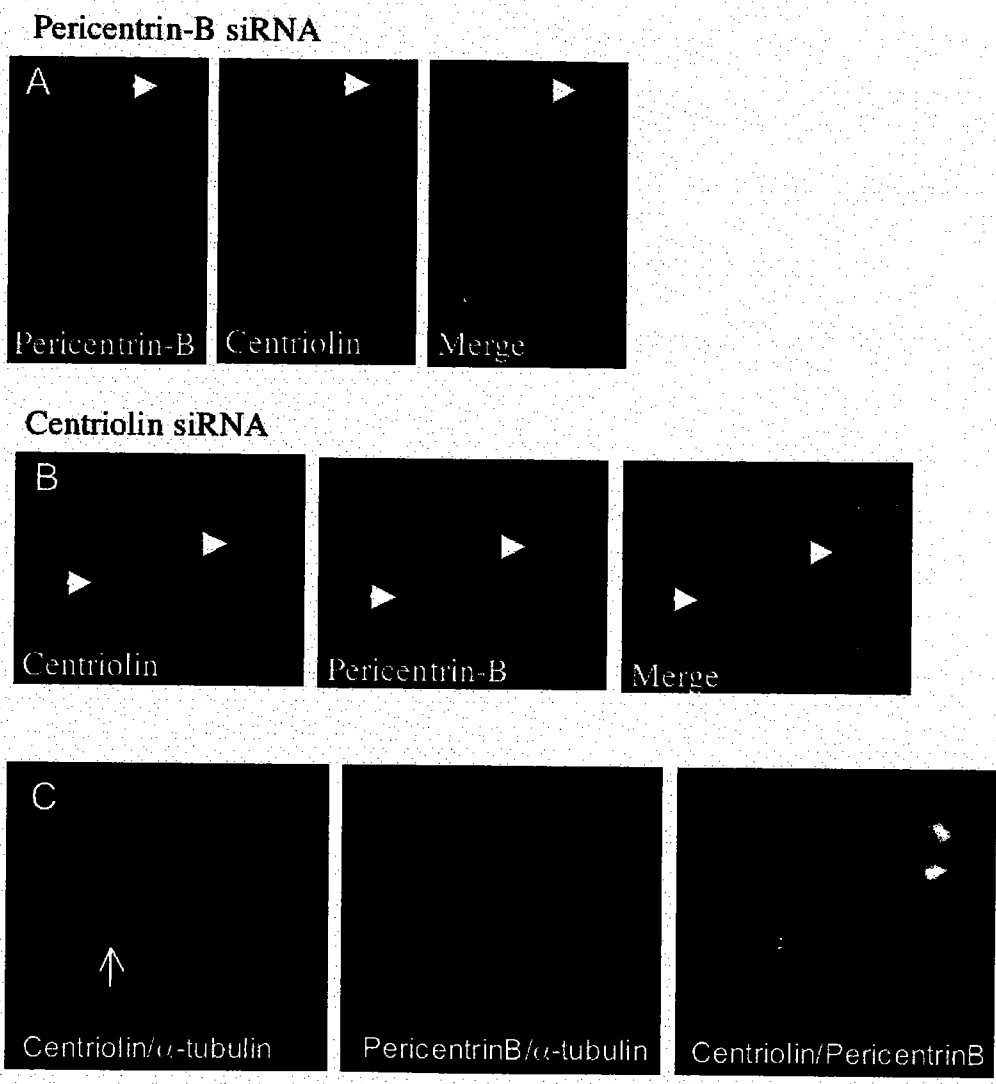 Pericentrin-B siRNA
A
Pericentrin-B Centriolin Merge
Centriolin siRNA
B
Centriolin Pericentrin-B Merge
C
Centriolin/α-tubulin PericentrinB/α-tubulin Centriolin/PericentrinB